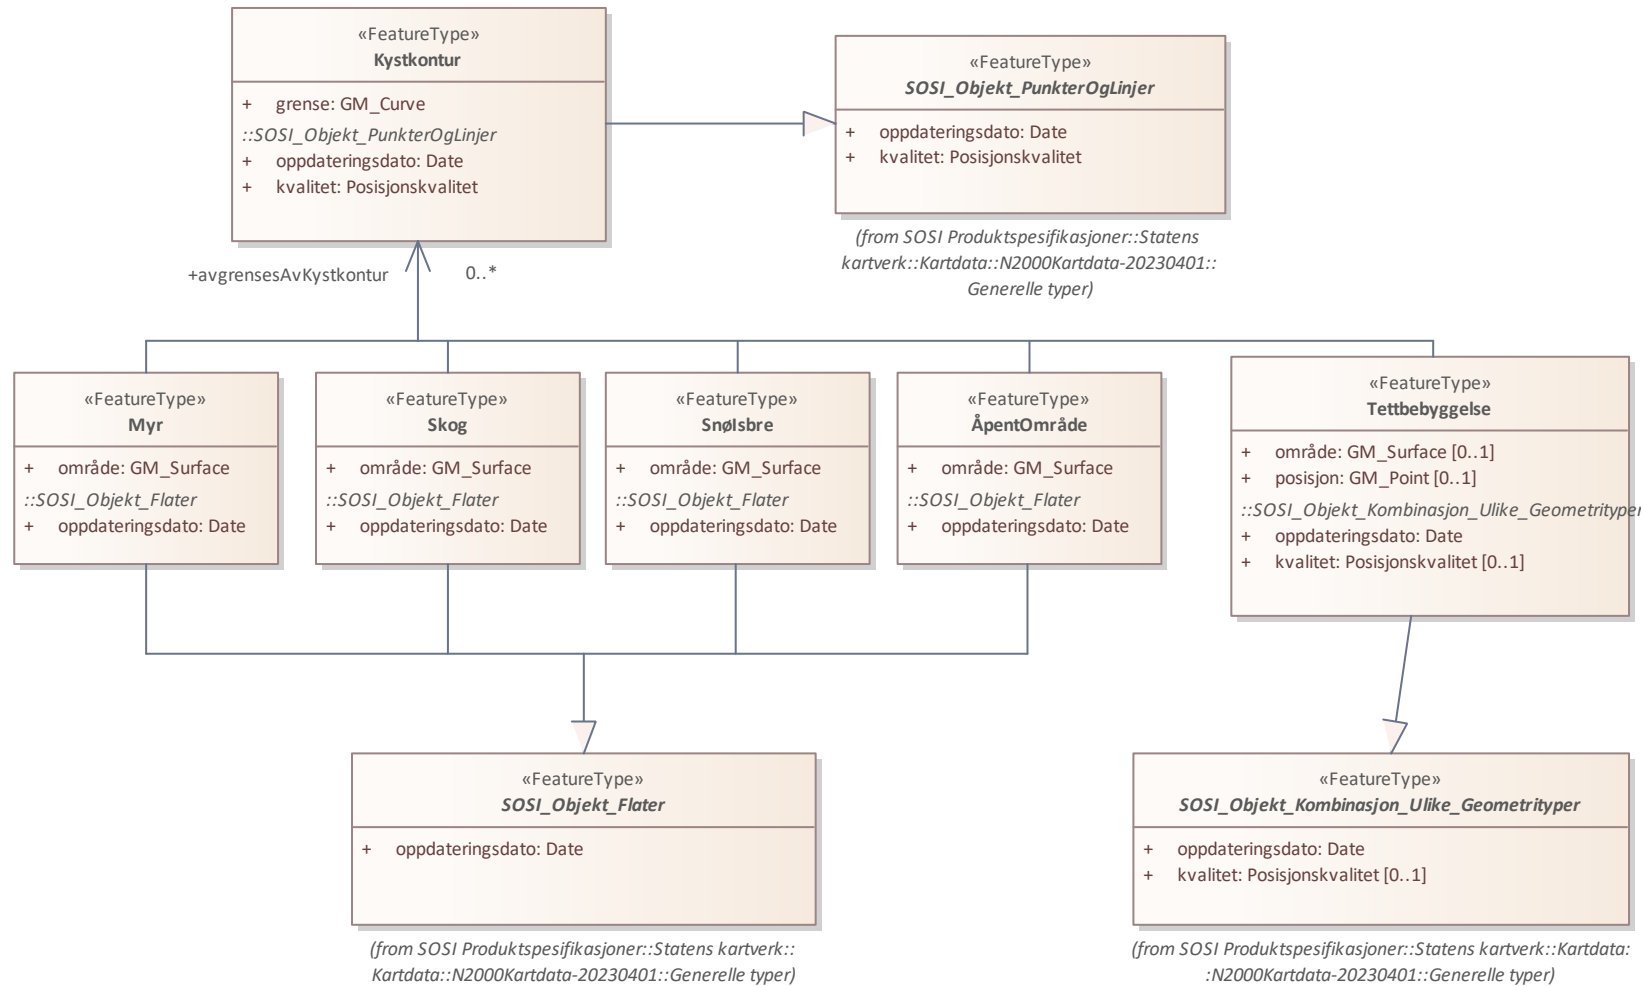 «FeatureType»
Kystkontur
+ grense: GM_Curve
::SOSI_Objekt_PunkterOgLinjer
+ oppdateringsdato: Date
+ kvalitet: Posisjonskvalitet
«FeatureType»
SOSI_Objekt_PunkterOgLinjer
+ oppdateringsdato: Date
+ kvalitet: Posisjonskvalitet
(from SOSI Produktspesifikasjoner::Statens
kartverk::Kartdata::N2000Kartdata-20230401::
Generelle typer)
+avgrensesAvKystkontur 0..*
«FeatureType»
Myr
+ område: GM_Surface
::SOSI_Objekt_Flater
+ oppdateringsdato: Date
«FeatureType»
Skog
+ område: GM_Surface
::SOSI_Objekt_Flater
+ oppdateringsdato: Date
«FeatureType»
SnøIsbre
+ område: GM_Surface
::SOSI_Objekt_Flater
+ oppdateringsdato: Date
«FeatureType»
ÅpentOmråde
+ område: GM_Surface
::SOSI_Objekt_Flater
+ oppdateringsdato: Date
«FeatureType»
Tettbebyggelse
+ område: GM_Surface [0..1]
+ posisjon: GM_Point [0..1]
::SOSI_Objekt_Kombinasjon_Ulike_Geometrityper
+ oppdateringsdato: Date
+ kvalitet: Posisjonskvalitet [0..1]
«FeatureType»
SOSI_Objekt_Flater
+ oppdateringsdato: Date
(from SOSI Produktspesifikasjoner::Statens kartverk::
Kartdata::N2000Kartdata-20230401::Generelle typer)
«FeatureType»
SOSI_Objekt_Kombinasjon_Ulike_Geometrityper
+ oppdateringsdato: Date
+ kvalitet: Posisjonskvalitet [0..1]
(from SOSI Produktspesifikasjoner::Statens kartverk::Kartdata:
:N2000Kartdata-20230401::Generelle typer)